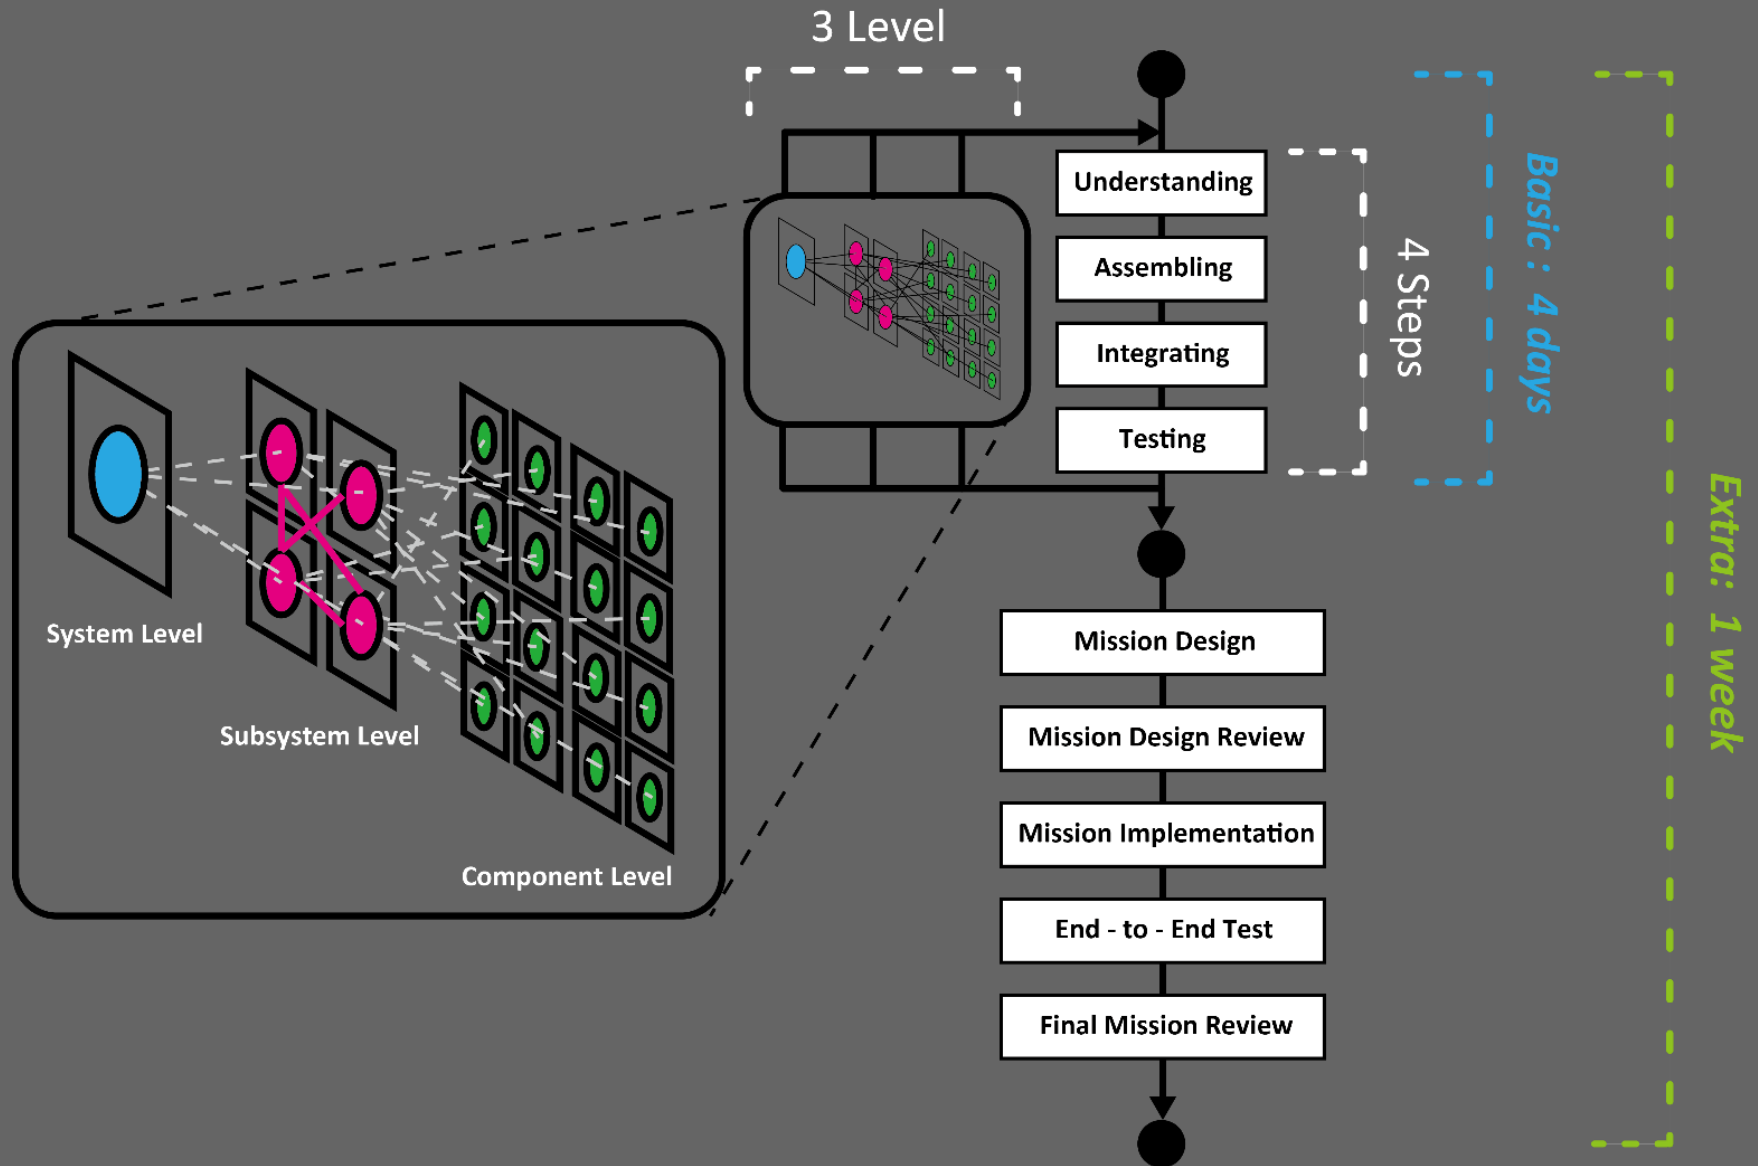 3 Level
Understanding
Assembling
Integrating
Testing
4 Steps
Basic : 4 days
Extra: 1 week
System Level
Subsystem Level
Component Level
Mission Design
Mission Design Review
Mission Implementation
End - to - End Test
Final Mission Review